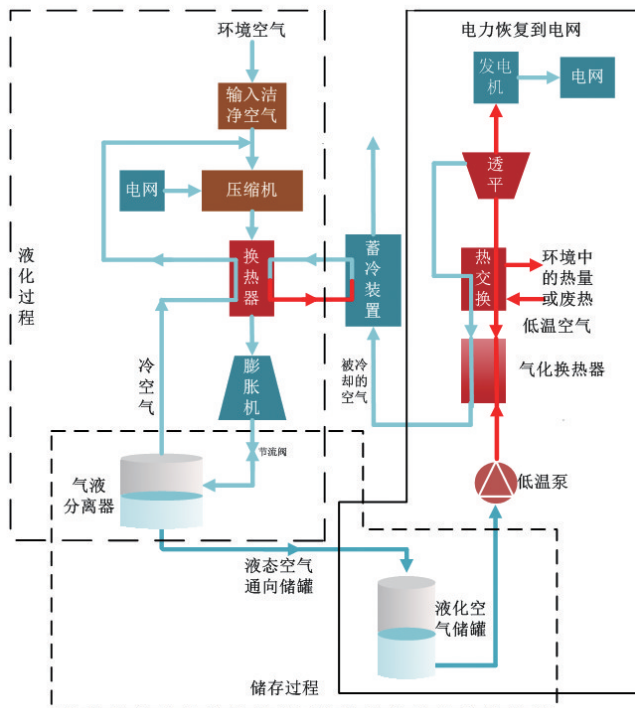 环境空气
输入洁
净空气
电网
压缩机
液
化
过
程
换
热
器
蓄
冷
装
置
冷
空
气
膨
胀
机
节流阀
气液
分离器
被冷
却的
空气
液态空气
通向储罐
液化空
气储罐
储存过程
电力恢复到电网
发电
机
电网
透
平
热
交
换
环境中
的热量
或废热
低温空气
气化换热器
低温泵